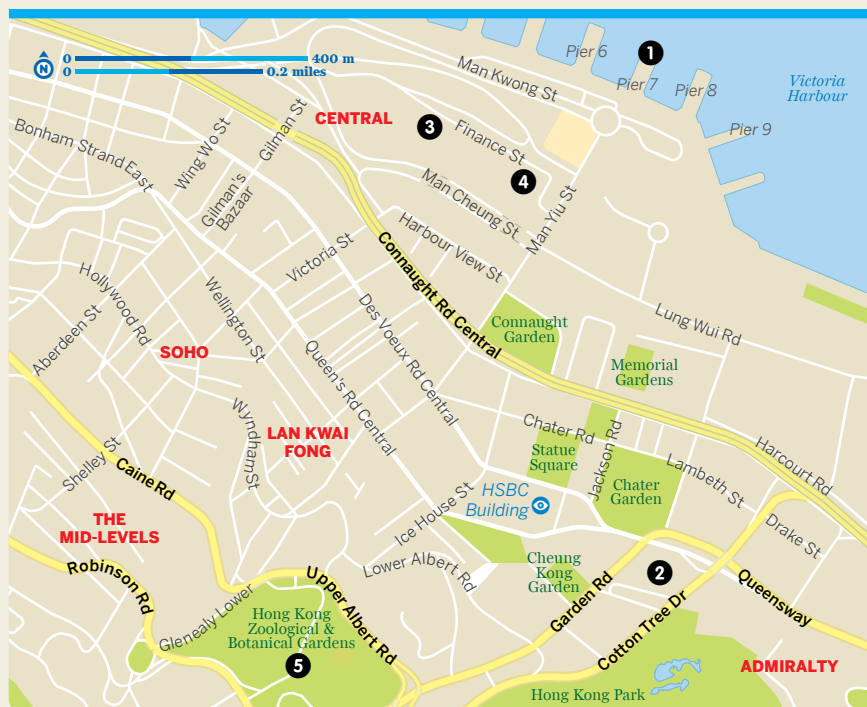 0 400 m
N
0 0.2 miles
Pier 6
1
Pier 7
Pier 8
Victoria
Harbour
Pier 9
Man Kwong St
CENTRAL
3
Finance St
4
Man Cheung St
Man Yiu St
Bonham Strand East
Wing Wo St
Gilman St
Gilman's
Bazaar
Victoria St
Harbour View St
Connaught Rd Central
Hollywood Rd
Aberdeen St
SOHO
Wellington St
Des Voeux Rd Central
Queen's Rd Central
Connaught
Garden
Lung Wui Rd
Memorial
Gardens
Wyndham St
LAN KWAI
FONG
Chater Rd
Statue
Square
Jackson Rd
Chater
Garden
Lambeth St
Harcourt Rd
Drake St
Shelley St
Caine Rd
HSBC
Building
Ice House St
THE
MID-LEVELS
Robinson Rd
Lower Albert Rd
Cheung
Kong
Garden
2
Garden Rd
Queensway
Cotton Tree Dr
Upper Albert Rd
Glenealy Lower
Hong Kong
Zoological &
Botanical Gardens
5
Hong Kong Park
ADMIRALTY